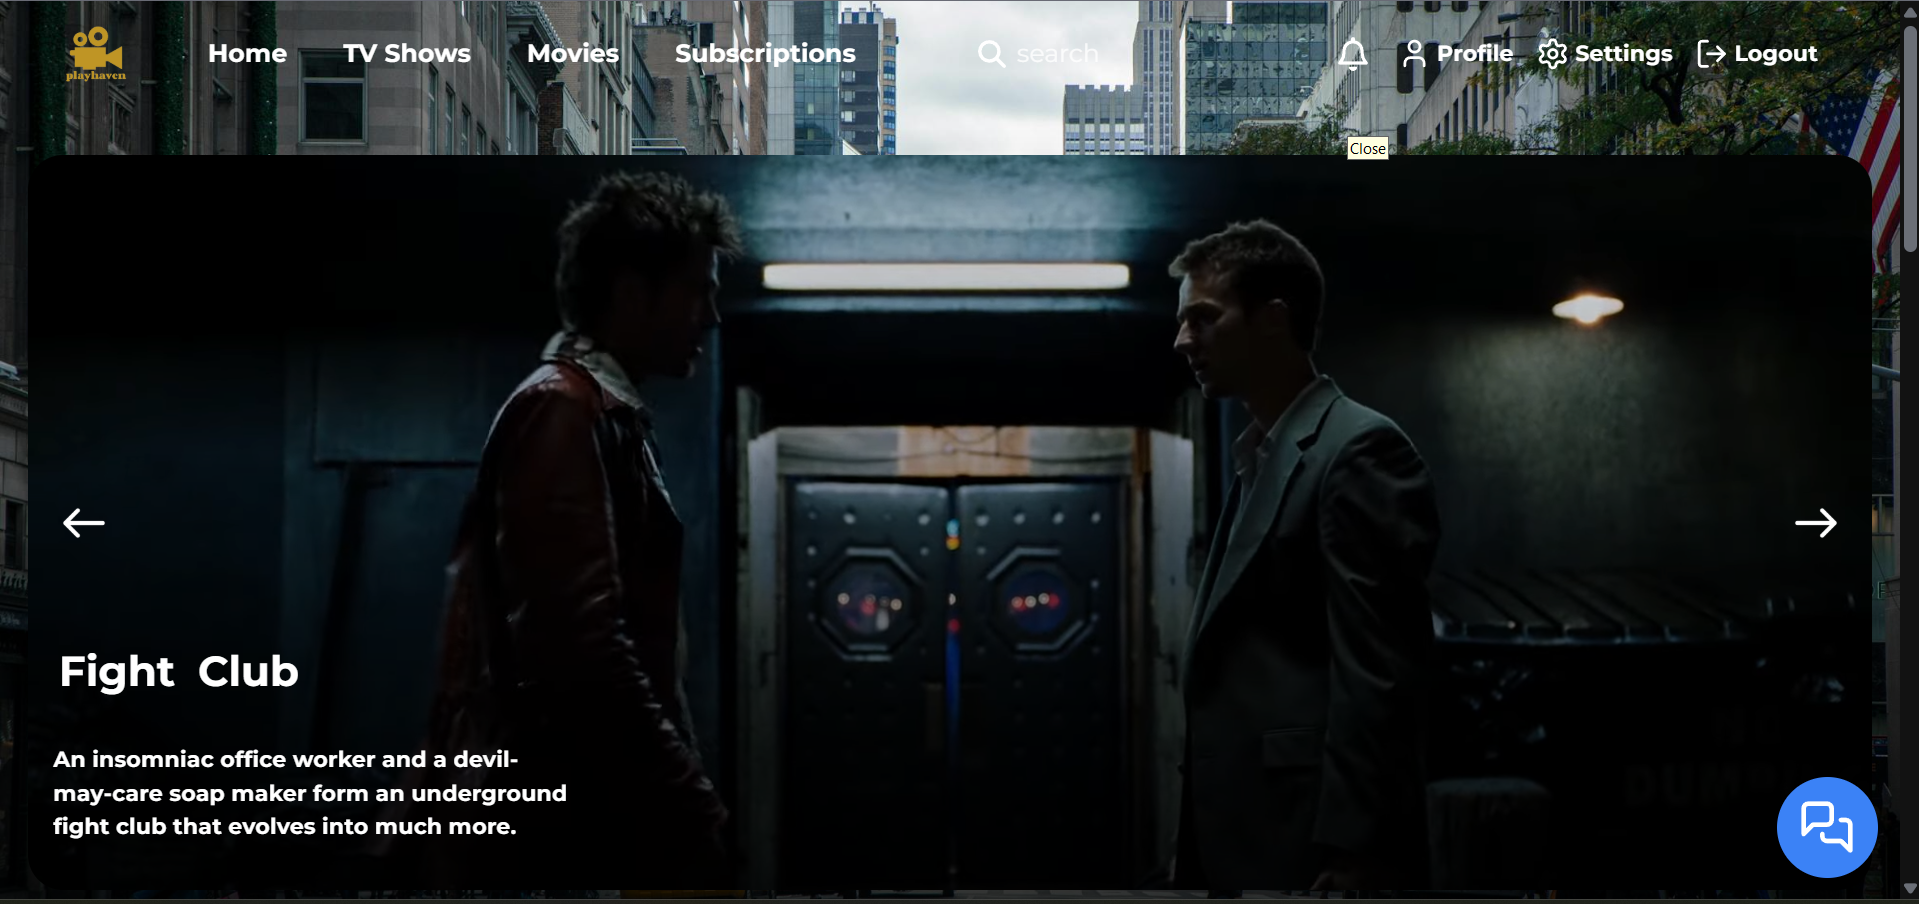 playhaven
Home TV Shows Movies Subscriptions search Profile Settings Logout
Close
Fight Club
An insomniac office worker and a devil-
may-care soap maker form an underground
fight club that evolves into much more.